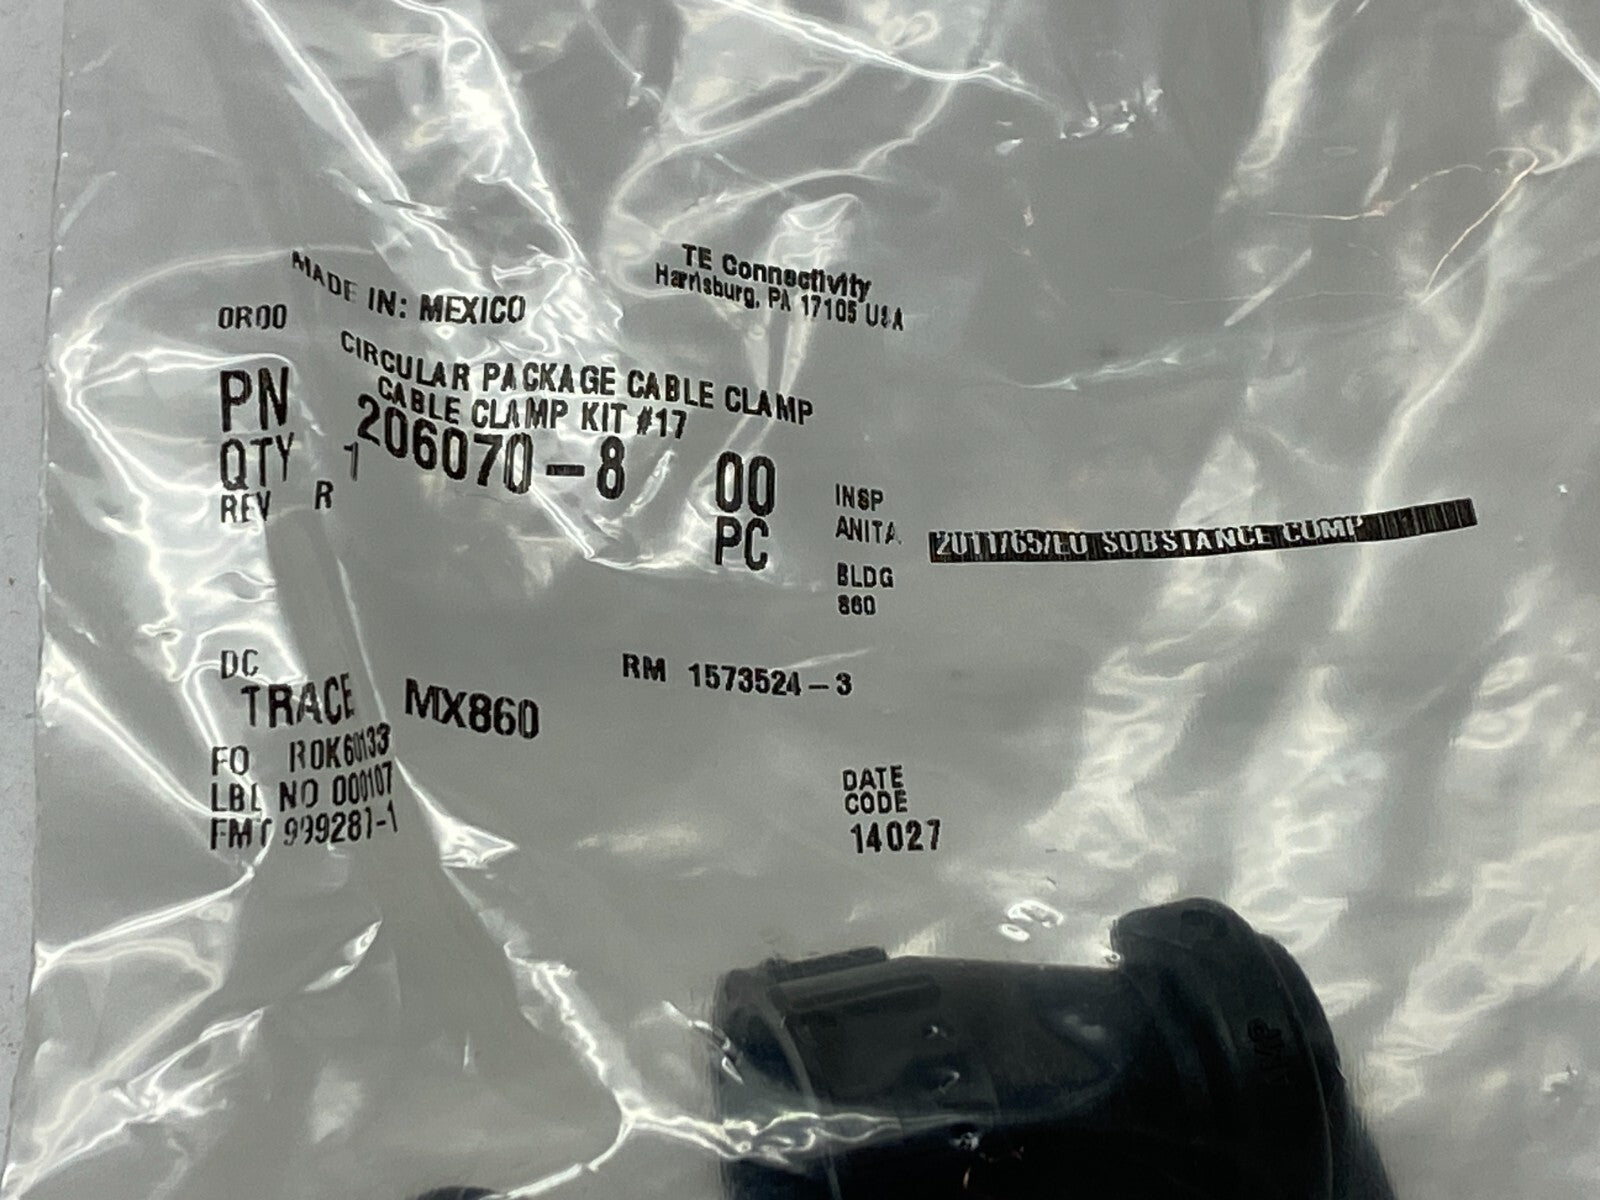 TE Connectivity
Harrisburg, PA 17105 USA
MADE IN: MEXICO
0R00
CIRCULAR PACKAGE CABLE CLAMP
CABLE CLAMP KIT #17
PN 206070-8 00
QTY 1 PC
REV R
INSP
ANITA
2011/65/EU SUBSTANCE COMP
BLDG
860
DC
RM 1573524-3
TRACE MX860
FO R0K60133
LBL NO 000107
FMT 999281-1
DATE
CODE
14027
AMP